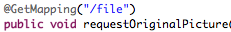 @GetMapping("/file")
public void requestOriginalPicture(